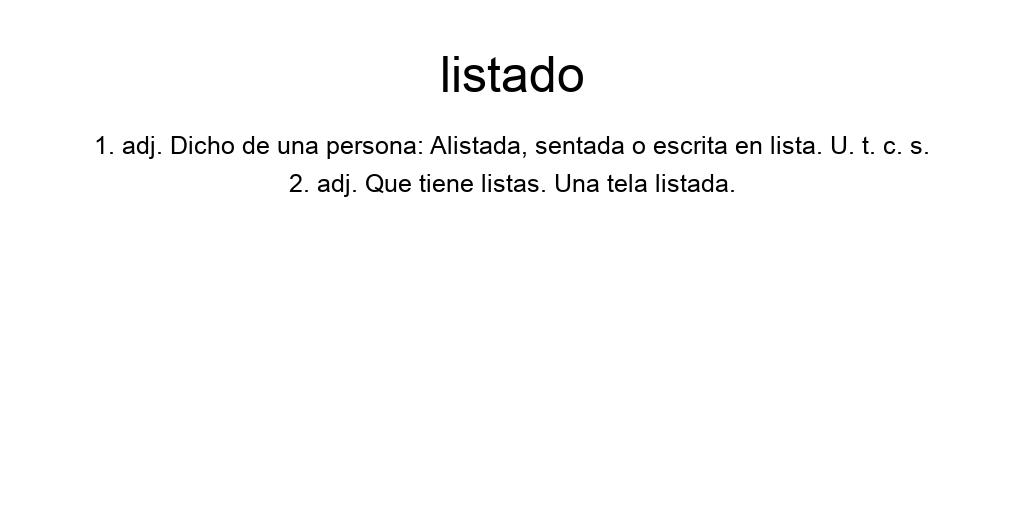 listado
1. adj. Dicho de una persona: Alistada, sentada o escrita en lista. U. t. c. s.
2. adj. Que tiene listas. Una tela listada.